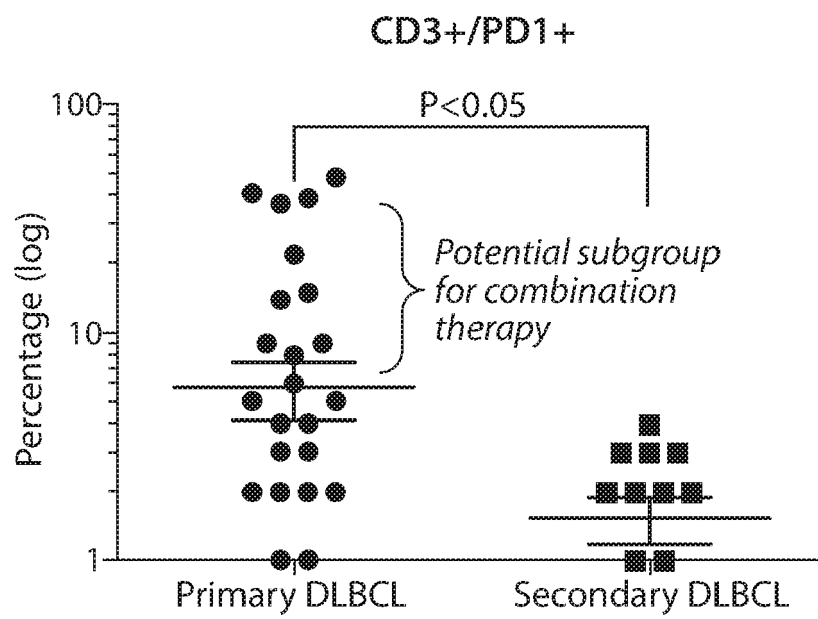 CD3+/PD1+
P<0.05
100
10
1
Percentage (log)
Potential subgroup
for combination
therapy
Primary DLBCL
Secondary DLBCL